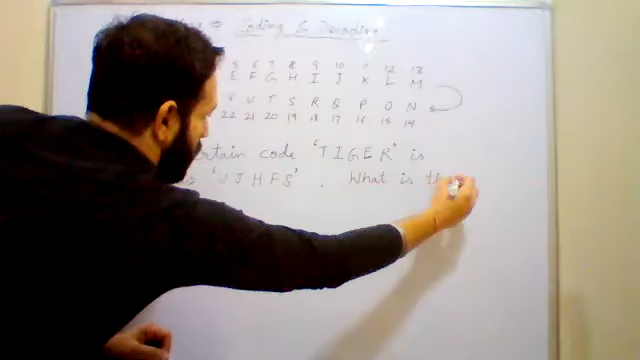 Coding & Decoding
5 6 7 8 9 10 11 12 13
E F G H I J K L M
V U T S R Q P O N
22 21 20 19 18 17 16 15 14
certain code 'TIGER' is
'UJHFS'. What is th